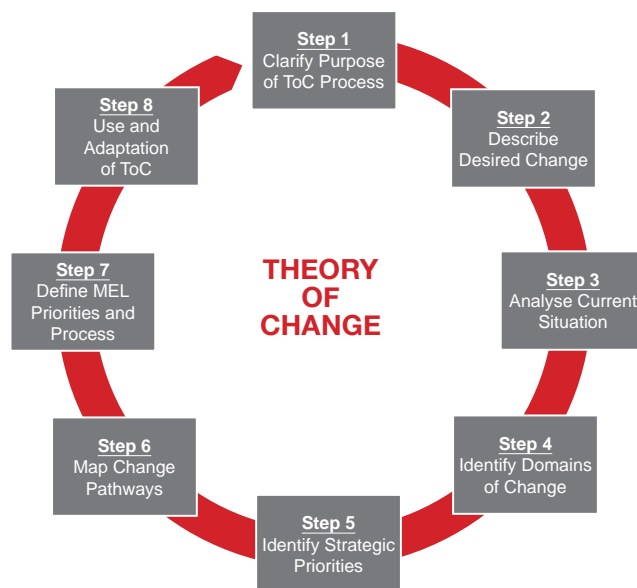 Step 1
Clarify Purpose
of ToC Process
Step 2
Describe
Desired Change
Step 3
Analyse Current
Situation
Step 4
Identify Domains
of Change
Step 5
Identify Strategic
Priorities
Step 6
Map Change
Pathways
Step 7
Define MEL
Priorities and
Process
Step 8
Use and
Adaptation
of ToC
THEORY
OF
CHANGE